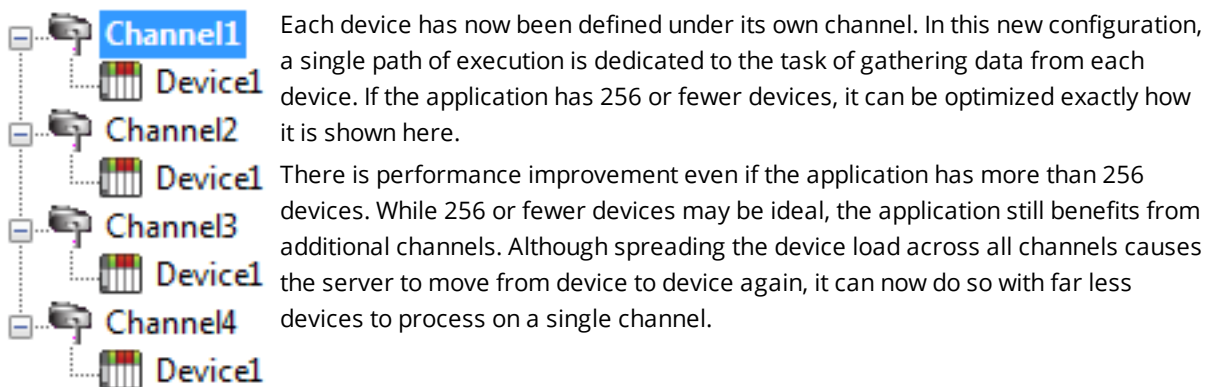 Channel1
Device1
Channel2
Device1
Channel3
Device1
Channel4
Device1
Each device has now been defined under its own channel. In this new configuration,
a single path of execution is dedicated to the task of gathering data from each
device. If the application has 256 or fewer devices, it can be optimized exactly how
it is shown here.
There is performance improvement even if the application has more than 256
devices. While 256 or fewer devices may be ideal, the application still benefits from
additional channels. Although spreading the device load across all channels causes
the server to move from device to device again, it can now do so with far less
devices to process on a single channel.